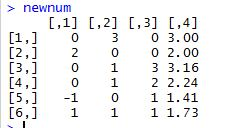 > newnum
     [,1] [,2] [,3] [,4]
[1,]    0    3    0 3.00
[2,]    2    0    0 2.00
[3,]    0    1    3 3.16
[4,]    0    1    2 2.24
[5,]   -1    0    1 1.41
[6,]    1    1    1 1.73
>